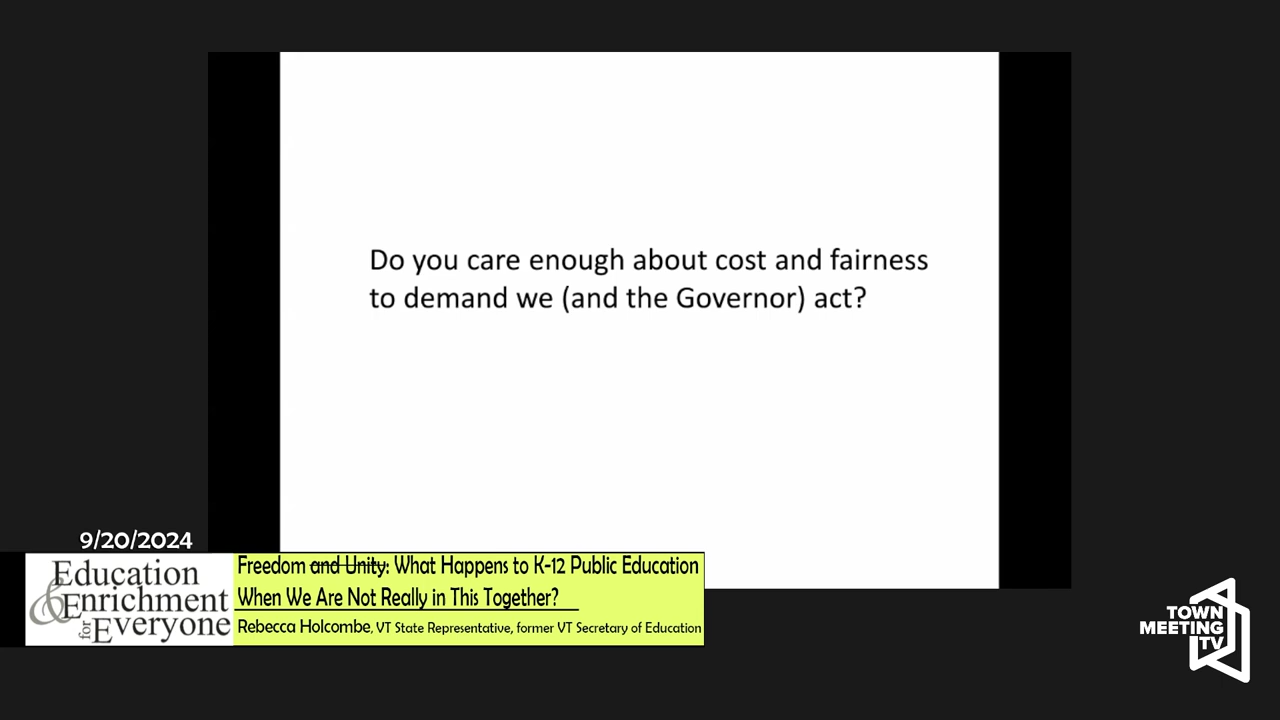 Do you care enough about cost and fairness
to demand we (and the Governor) act?
9/20/2024
Education
& Enrichment
for Everyone
Freedom and Unity: What Happens to K-12 Public Education
When We Are Not Really in This Together?
Rebecca Holcombe, VT State Representative, former VT Secretary of Education
TOWN
MEETING
TV